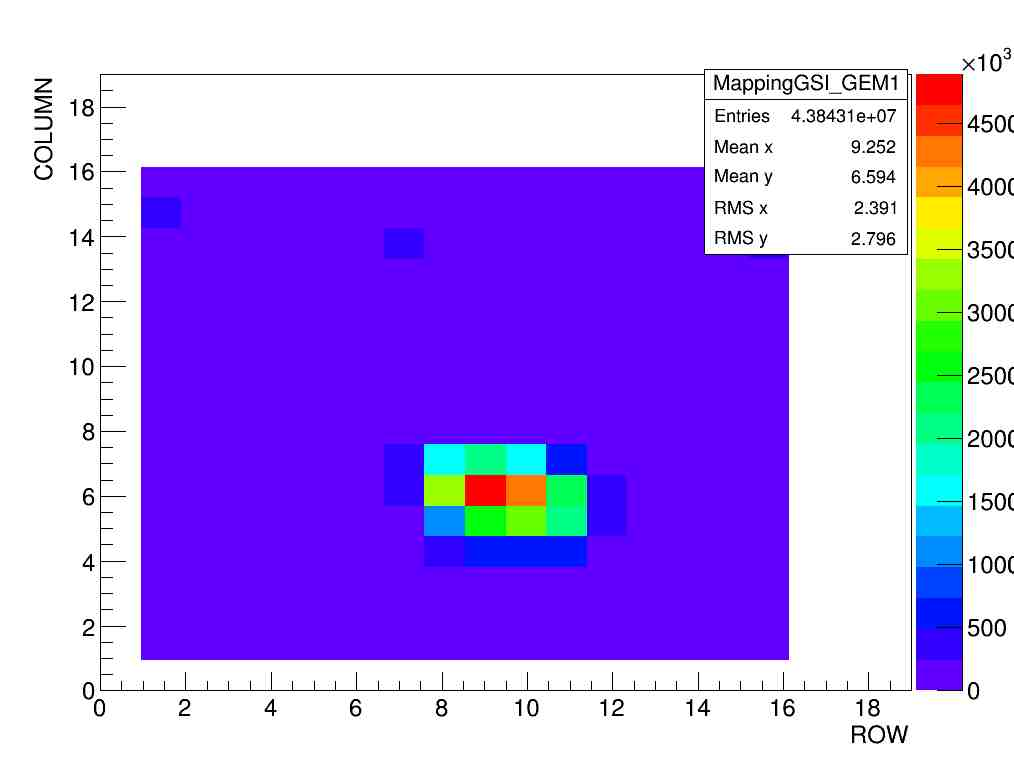 ×10³
MappingGSI_GEM1
Entries 4.38431e+07
Mean x 9.252
Mean y 6.594
RMS x 2.391
RMS y 2.796
COLUMN
18
16
14
12
10
8
6
4
2
0
4500
4000
3500
3000
2500
2000
1500
1000
500
0
0 2 4 6 8 10 12 14 16 18
ROW